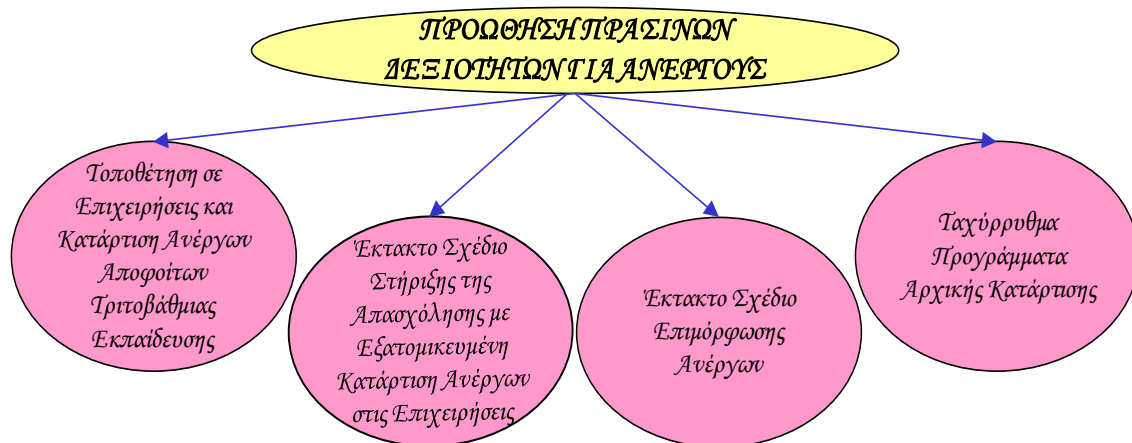 ΠΡΟΩΘΗΣΗ ΠΡΑΣΙΝΩΝ
ΔΕΞΙΟΤΗΤΩΝ ΓΙΑ ΑΝΕΡΓΟΥΣ
Τοποθέτηση σε
Επιχειρήσεις και
Κατάρτιση Ανέργων
Αποφοίτων
Τριτοβάθμιας
Εκπαίδευσης
Έκτακτο Σχέδιο
Στήριξης της
Απασχόλησης με
Εξατομικευμένη
Κατάρτιση Ανέργων
στις Επιχειρήσεις
Έκτακτο Σχέδιο
Επιμόρφωσης
Ανέργων
Ταχύρρυθμα
Προγράμματα
Αρχικής Κατάρτισης